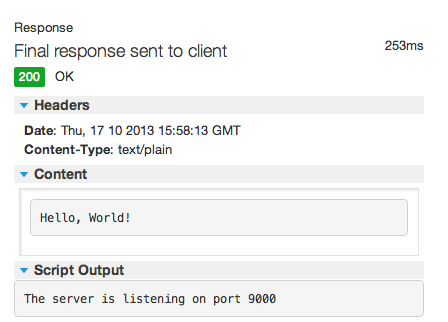 Response
Final response sent to client 253ms
200 OK
Headers
Date: Thu, 17 10 2013 15:58:13 GMT
Content-Type: text/plain
Content
Hello, World!
Script Output
The server is listening on port 9000